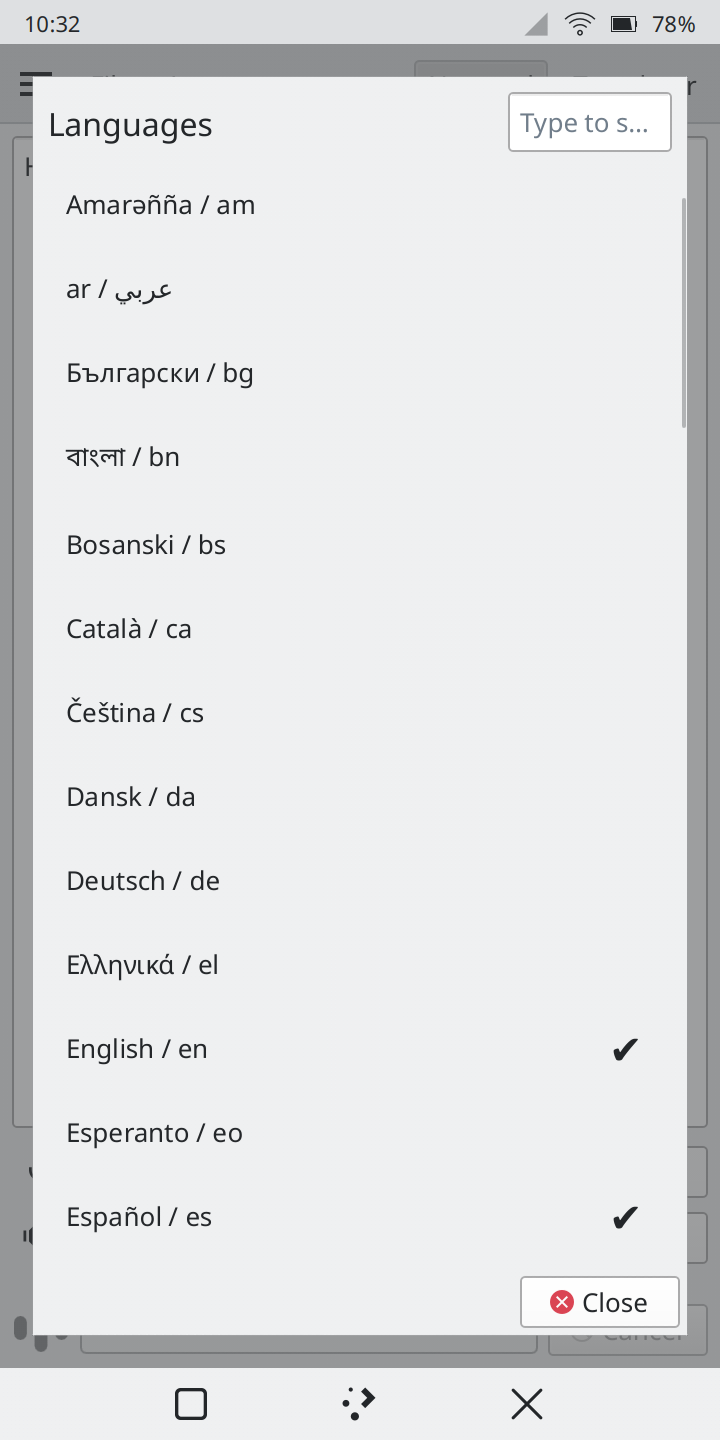 10:32
78%
Languages
Type to s...
Amarəñña / am
ar / عربي
Български / bg
বাংলা / bn
Bosanski / bs
Català / ca
Čeština / cs
Dansk / da
Deutsch / de
Ελληνικά / el
English / en
Esperanto / eo
Español / es
Close
Cancel